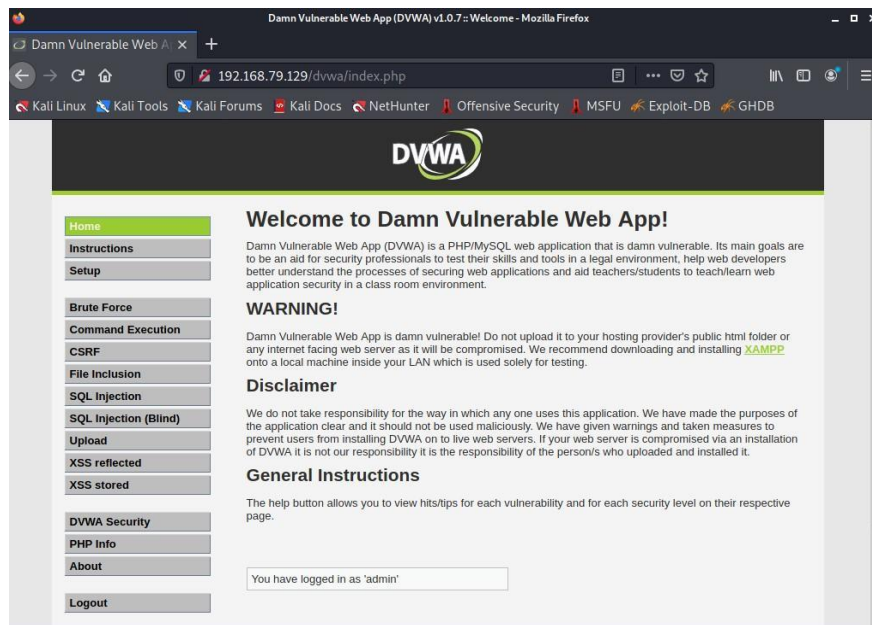 Damn Vulnerable Web App (DVWA) v1.0.7 :: Welcome - Mozilla Firefox
Damn Vulnerable Web A
192.168.79.129/dvwa/index.php
Kali Linux Kali Tools Kali Forums Kali Docs NetHunter Offensive Security MSFU Exploit-DB GHDB
DVWA
Home
Instructions
Setup
Brute Force
Command Execution
CSRF
File Inclusion
SQL Injection
SQL Injection (Blind)
Upload
XSS reflected
XSS stored
DVWA Security
PHP Info
About
Logout
Welcome to Damn Vulnerable Web App!
Damn Vulnerable Web App (DVWA) is a PHP/MySQL web application that is damn vulnerable. Its main goals are
to be an aid for security professionals to test their skills and tools in a legal environment, help web developers
better understand the processes of securing web applications and aid teachers/students to teach/learn web
application security in a class room environment.
WARNING!
Damn Vulnerable Web App is damn vulnerable! Do not upload it to your hosting provider's public html folder or
any internet facing web server as it will be compromised. We recommend downloading and installing XAMPP
onto a local machine inside your LAN which is used solely for testing.
Disclaimer
We do not take responsibility for the way in which any one uses this application. We have made the purposes of
the application clear and it should not be used maliciously. We have given warnings and taken measures to
prevent users from installing DVWA on to live web servers. If your web server is compromised via an installation
of DVWA it is not our responsibility it is the responsibility of the person/s who uploaded and installed it.
General Instructions
The help button allows you to view hits/tips for each vulnerability and for each security level on their respective
page.
You have logged in as 'admin'